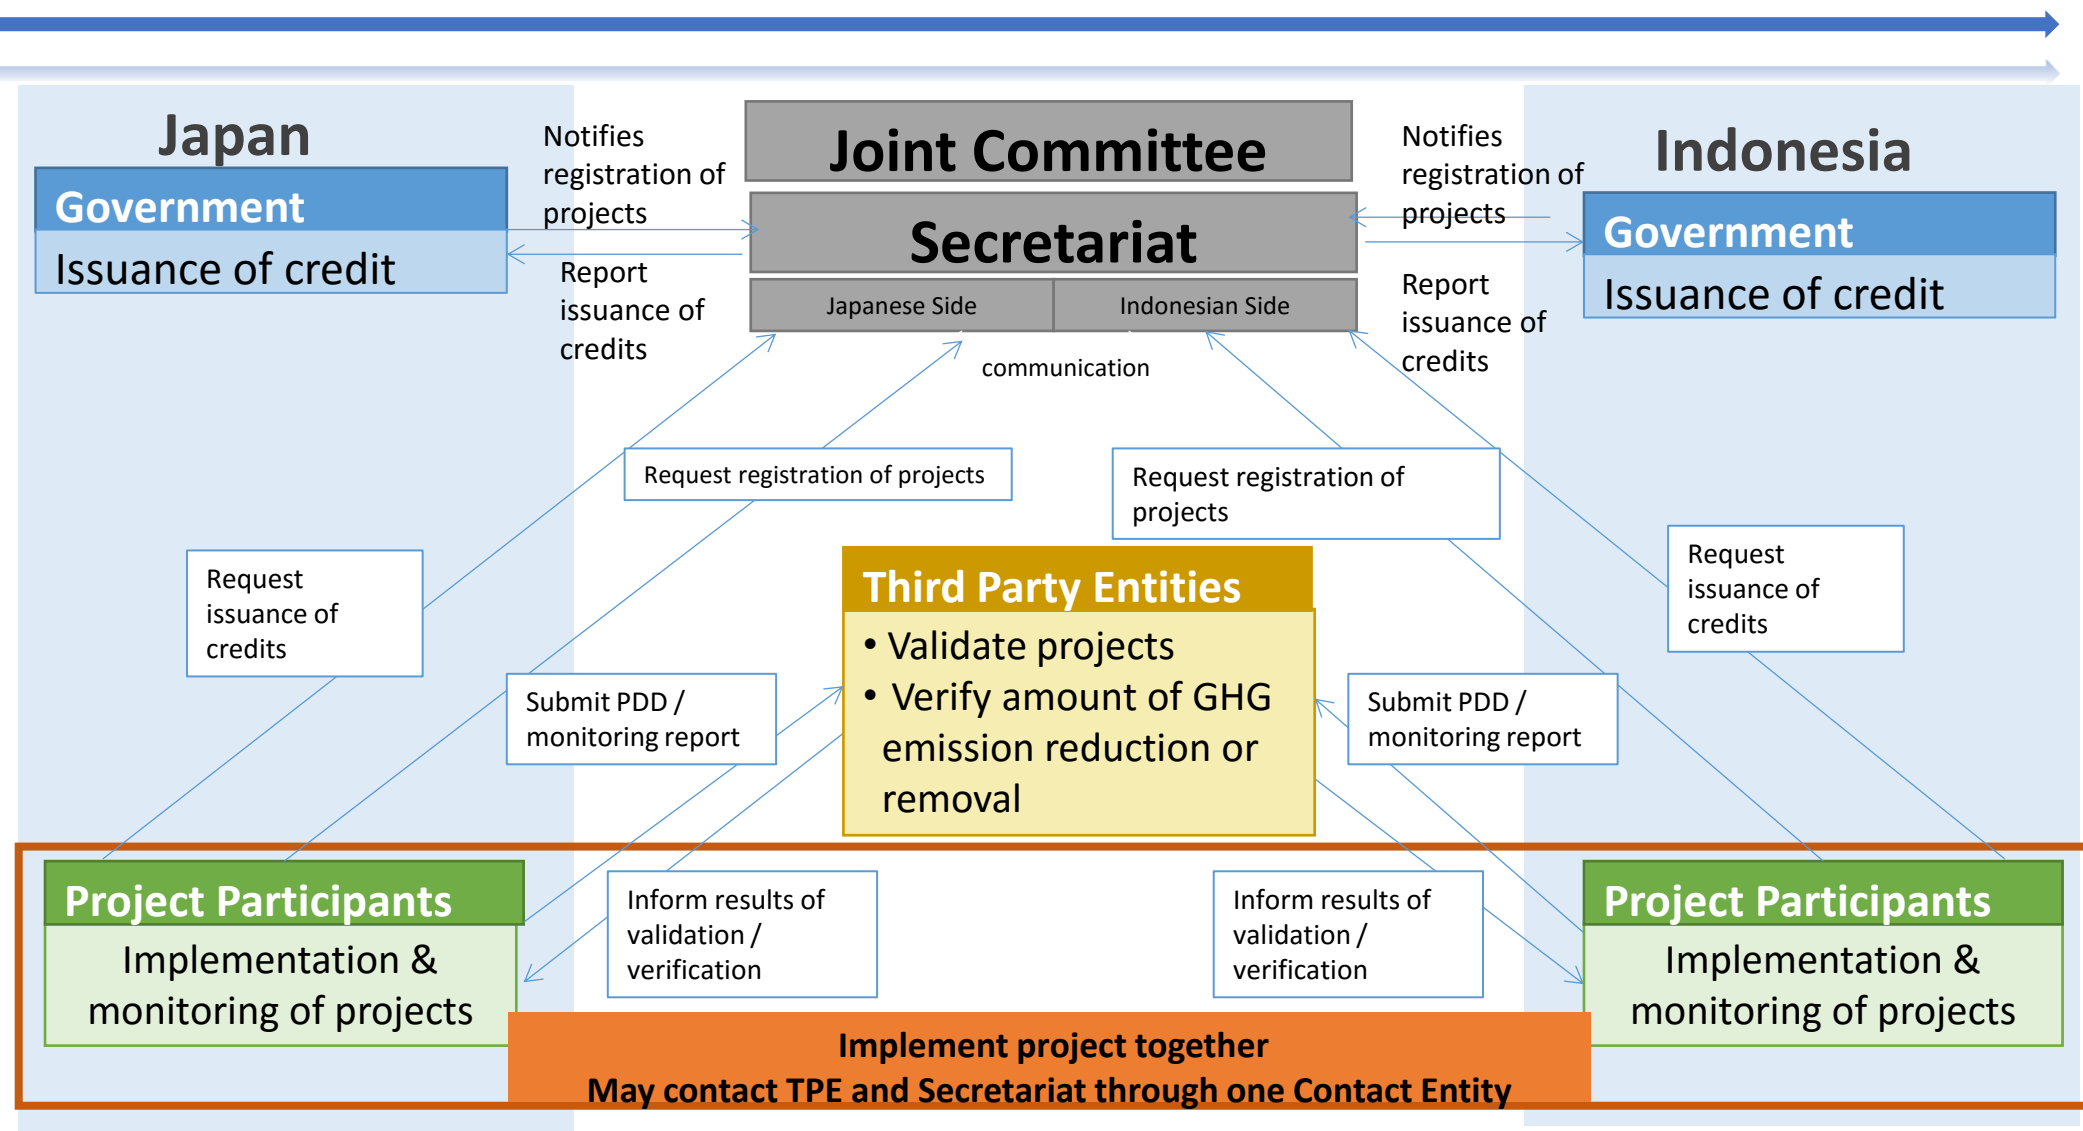 Japan
Government
Issuance of credit
Notifies
registration of
projects
Report
issuance of
credits
Joint Committee
Secretariat
Japanese Side
Indonesian Side
communication
Notifies
registration of
projects
Report
issuance of
credits
Indonesia
Government
Issuance of credit
Request registration of projects
Request registration of
projects
Request
issuance of
credits
Request
issuance of
credits
Third Party Entities
• Validate projects
• Verify amount of GHG
emission reduction or
removal
Submit PDD /
monitoring report
Submit PDD /
monitoring report
Project Participants
Implementation &
monitoring of projects
Inform results of
validation /
verification
Inform results of
validation /
verification
Project Participants
Implementation &
monitoring of projects
Implement project together
May contact TPE and Secretariat through one Contact Entity